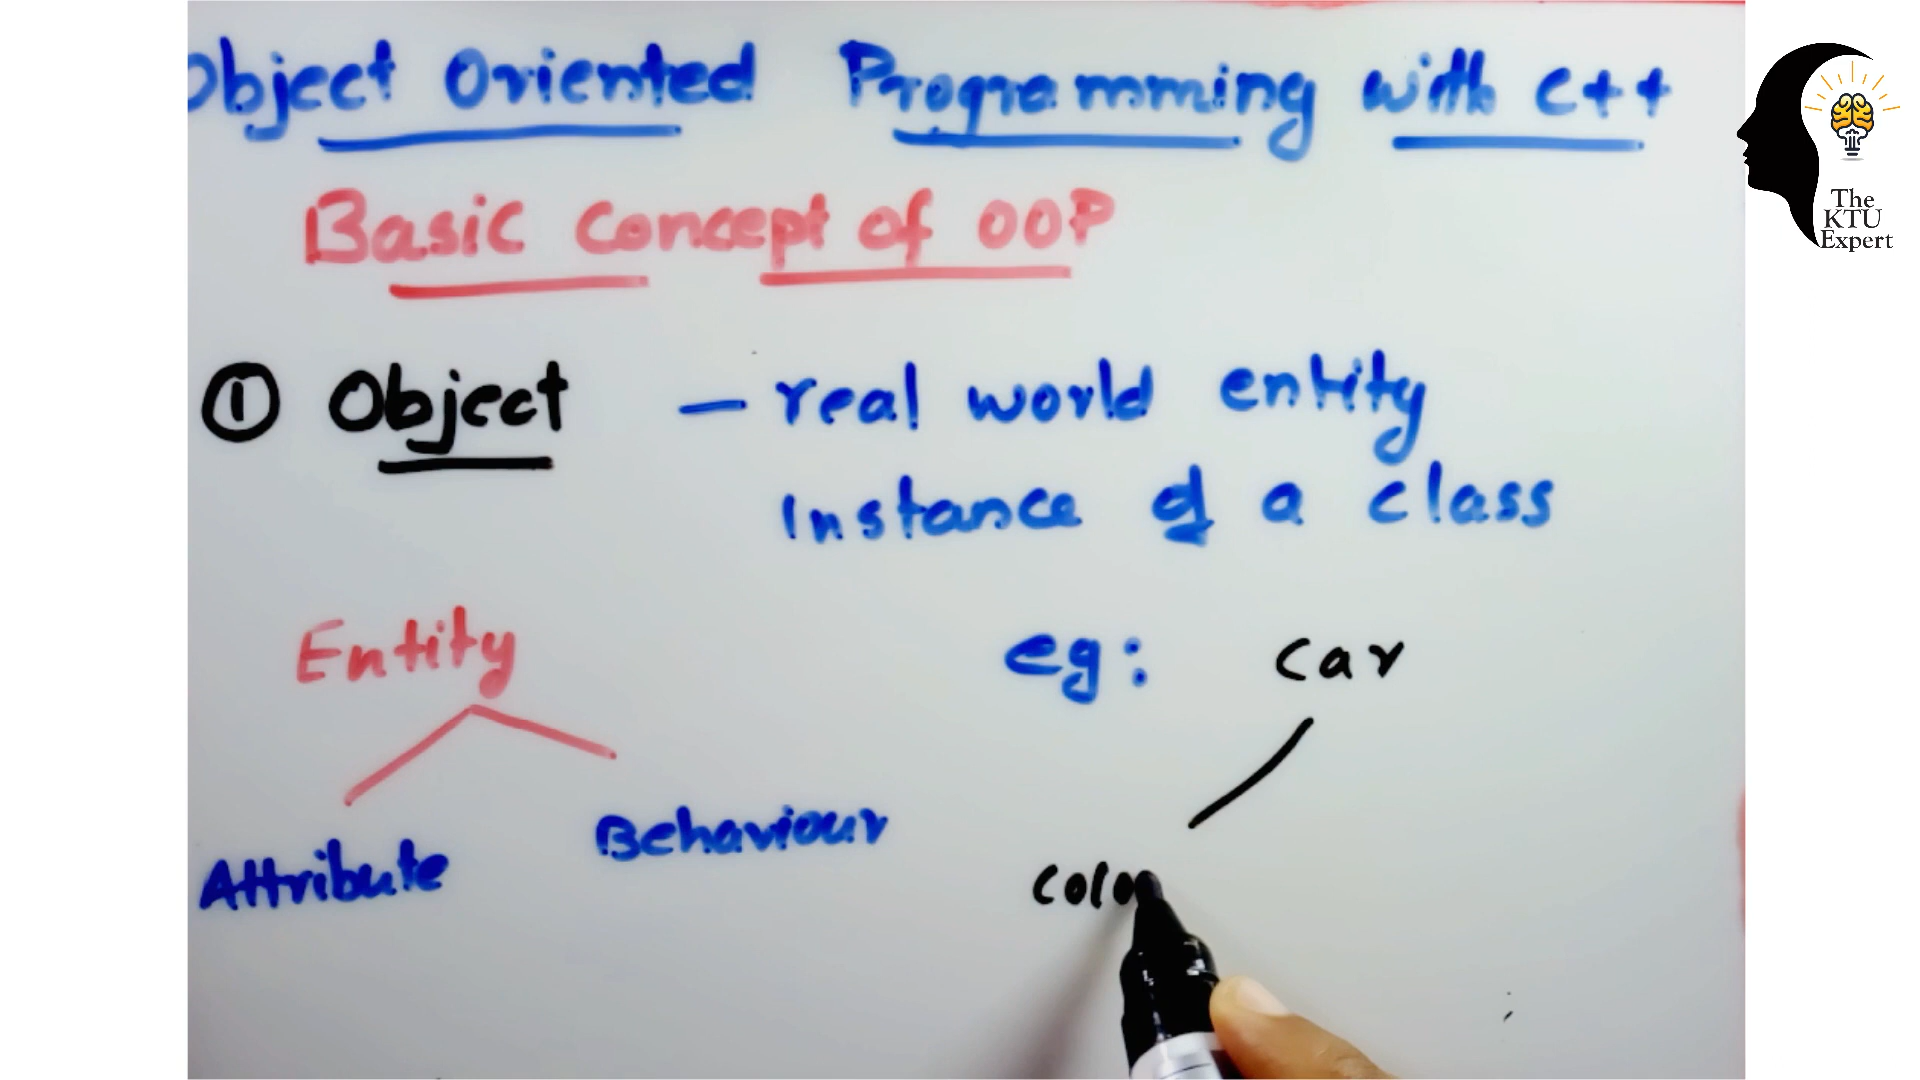 Object Oriented Programming with C++
Basic Concept of OOP
① Object — real world entity
Instance of a class
Entity
eg: Car
Attribute
Behaviour
Colo
The
KTU
Expert